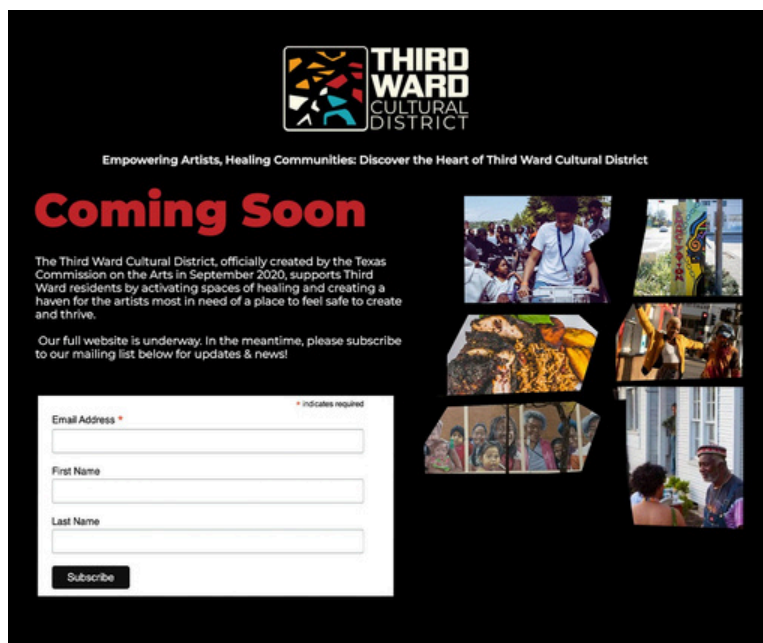 THIRD
WARD
CULTURAL
DISTRICT
Empowering Artists, Healing Communities: Discover the Heart of Third Ward Cultural District
Coming Soon
The Third Ward Cultural District, officially created by the Texas
Commission on the Arts in September 2020, supports Third
Ward residents by activating spaces of healing and creating a
haven for the artists most in need of a place to feel safe to create
and thrive.
Our full website is underway. In the meantime, please subscribe
to our mailing list below for updates & news!
* indicates required
Email Address *
First Name
Last Name
Subscribe